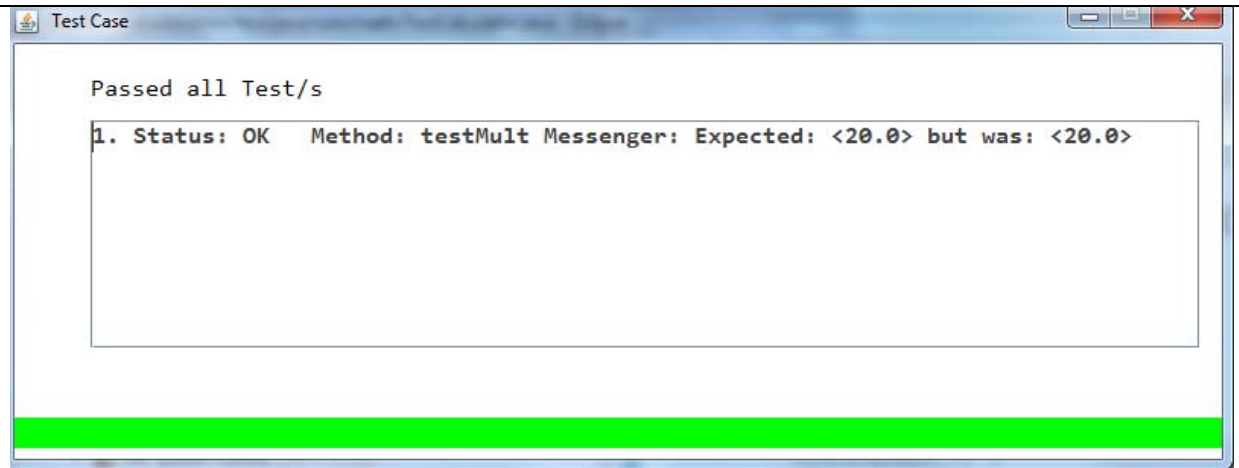 Test Case
Passed all Test/s
1. Status: OK   Method: testMult Messenger: Expected: <20.0> but was: <20.0>